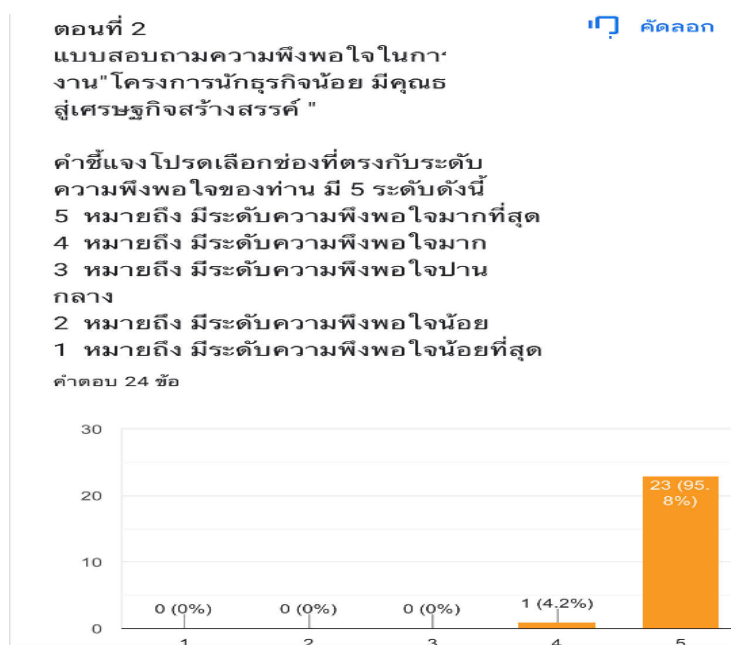 ตอนที่ 2
คัดลอก
แบบสอบถามความพึงพอใจในกา
งาน"โครงการนักธุรกิจน้อย มีคุณธ
สู่เศรษฐกิจสร้างสรรค์ "
คำชี้แจงโปรดเลือกช่องที่ตรงกับระดับ
ความพึงพอใจของท่าน มี 5 ระดับดังนี้
5 หมายถึง มีระดับความพึงพอใจมากที่สุด
4 หมายถึง มีระดับความพึงพอใจมาก
3 หมายถึง มีระดับความพึงพอใจปาน
กลาง
2 หมายถึง มีระดับความพึงพอใจน้อย
1 หมายถึง มีระดับความพึงพอใจน้อยที่สุด
คำตอบ 24 ข้อ
30
20
10
0
0 (0%)
0 (0%)
0 (0%)
1 (4.2%)
23 (95.
8%)
1
2
3
4
5